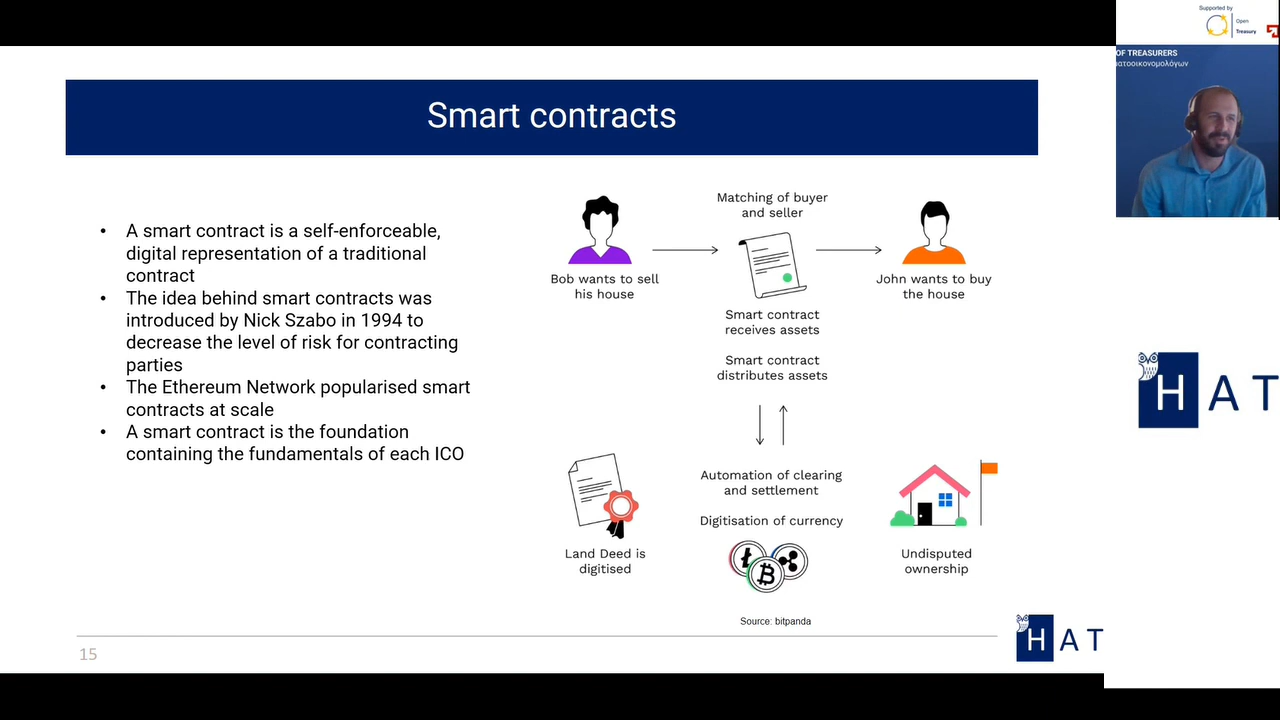 Supported by
Open
Treasury
OF TREASURERS
ματοοικονομολόγων
Smart contracts
• A smart contract is a self-enforceable,
digital representation of a traditional
contract
• The idea behind smart contracts was
introduced by Nick Szabo in 1994 to
decrease the level of risk for contracting
parties
• The Ethereum Network popularised smart
contracts at scale
• A smart contract is the foundation
containing the fundamentals of each ICO
Matching of buyer
and seller
Bob wants to sell
his house
John wants to buy
the house
Smart contract
receives assets
Smart contract
distributes assets
Automation of clearing
and settlement
Digitisation of currency
Land Deed is
digitised
Undisputed
ownership
Source: bitpanda
15
HAT
HAT